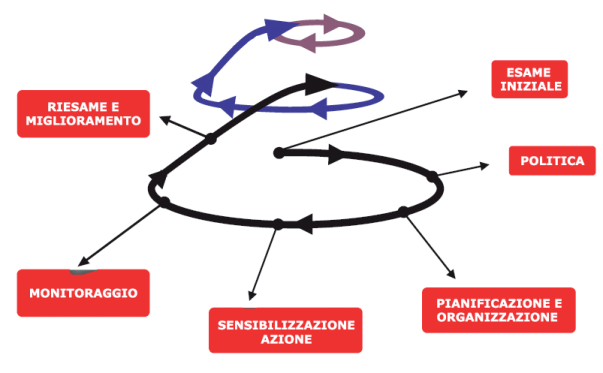 ESAME
INIZIALE
RIESAME E
MIGLIORAMENTO
POLITICA
MONITORAGGIO
PIANIFICAZIONE E
ORGANIZZAZIONE
SENSIBILIZZAZIONE
AZIONE